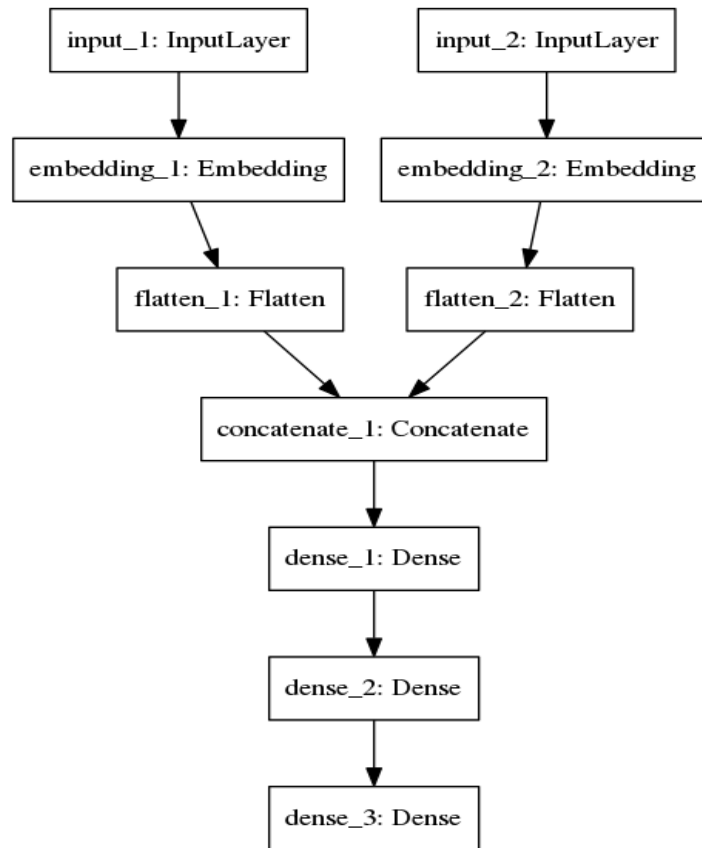 input_1: InputLayer
input_2: InputLayer
embedding_1: Embedding
embedding_2: Embedding
flatten_1: Flatten
flatten_2: Flatten
concatenate_1: Concatenate
dense_1: Dense
dense_2: Dense
dense_3: Dense